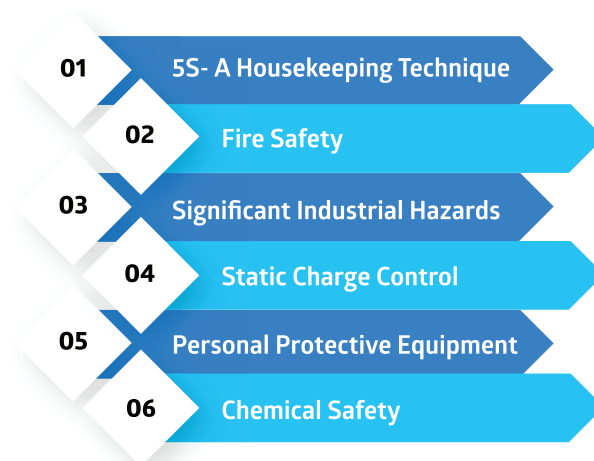 01 5S- A Housekeeping Technique
02 Fire Safety
03 Significant Industrial Hazards
04 Static Charge Control
05 Personal Protective Equipment
06 Chemical Safety